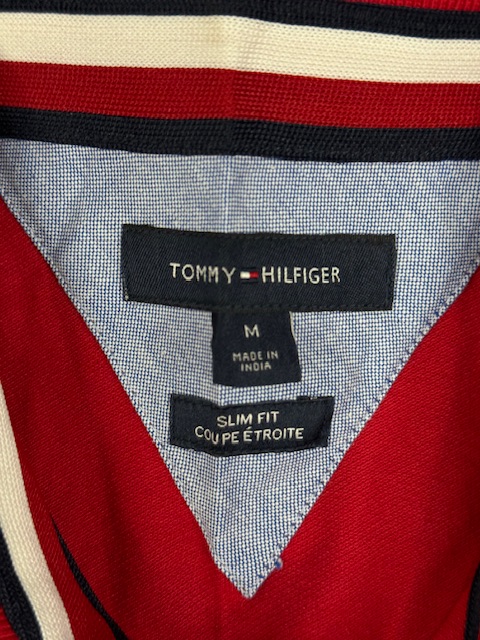 TOMMY HILFIGER
M
MADE IN
INDIA
SLIM FIT
COUPE ÉTROITE